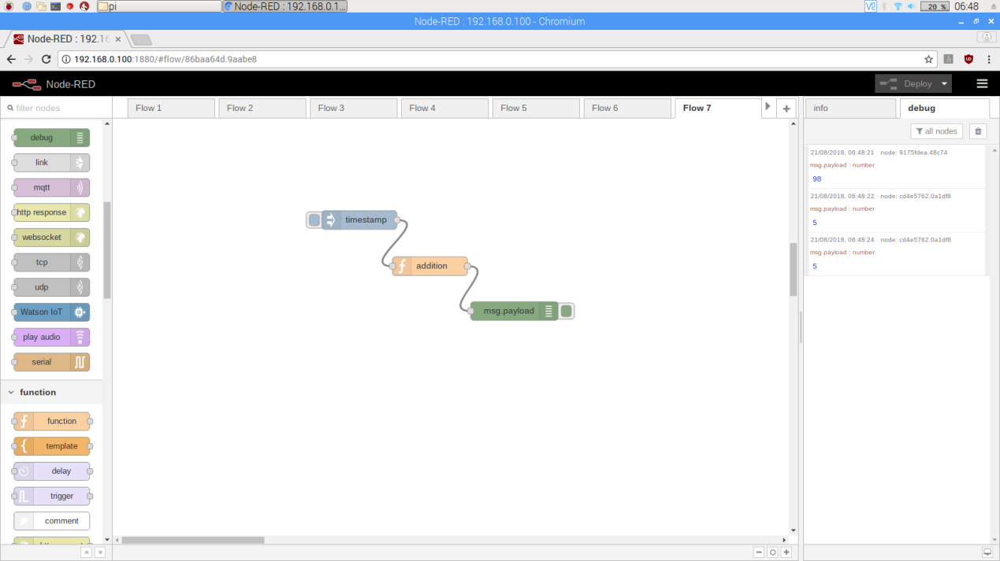 pi
Node-RED : 192.168.0.1...
20 %
06:48
Node-RED : 192.168.0.100 - Chromium
Node-RED : 192.16
192.168.0.100:1880/#flow/86baa64d.9aabe8
Node-RED
Deploy
filter nodes
Flow 1
Flow 2
Flow 3
Flow 4
Flow 5
Flow 6
Flow 7
info
debug
all nodes
debug
link
mqtt
http response
websocket
tcp
udp
Watson IoT
play audio
serial
function
function
template
delay
trigger
comment
timestamp
addition
msg.payload
21/08/2018, 06:48:21 node: 9175fdea.48c74
msg.payload : number
98
21/08/2018, 06:48:22 node: cd4e5762.0a1df8
msg.payload : number
5
21/08/2018, 06:48:24 node: cd4e5762.0a1df8
msg.payload : number
5